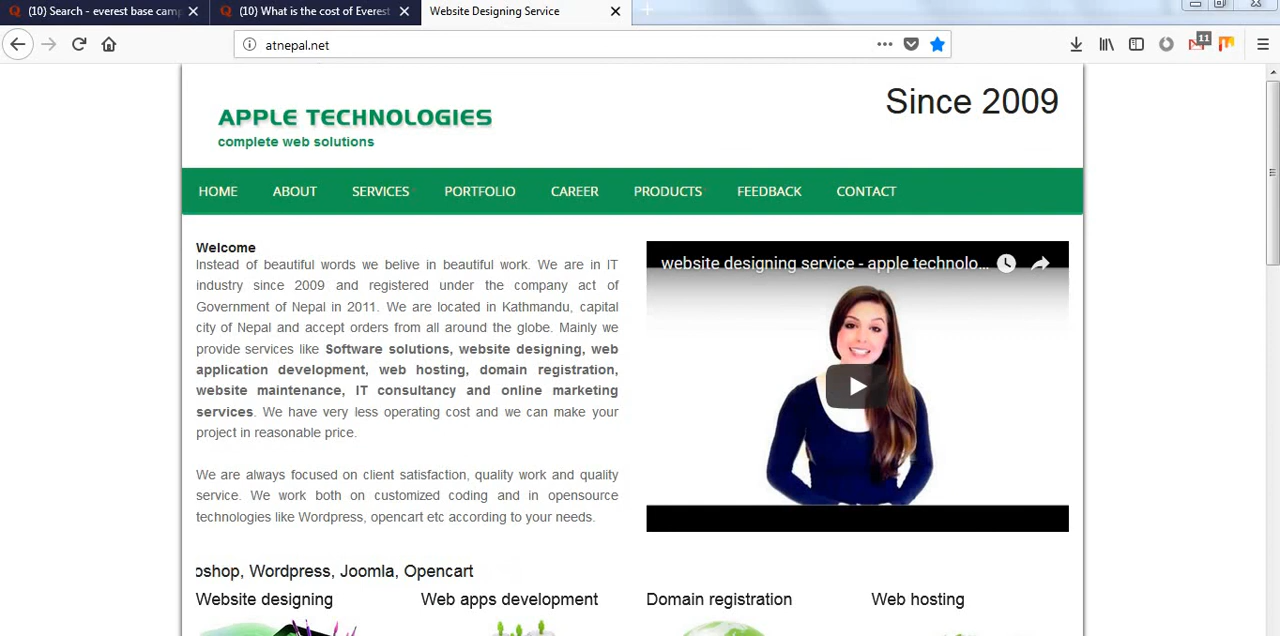 (10) Search - everest base camp
(10) What is the cost of Everest
Website Designing Service
atnepal.net
11
Since 2009
APPLE TECHNOLOGIES
complete web solutions
HOME ABOUT SERVICES PORTFOLIO CAREER PRODUCTS FEEDBACK CONTACT
Welcome
Instead of beautiful words we belive in beautiful work. We are in IT
industry since 2009 and registered under the company act of
Government of Nepal in 2011. We are located in Kathmandu, capital
city of Nepal and accept orders from all around the globe. Mainly we
provide services like Software solutions, website designing, web
application development, web hosting, domain registration,
website maintenance, IT consultancy and online marketing
services. We have very less operating cost and we can make your
project in reasonable price.
We are always focused on client satisfaction, quality work and quality
service. We work both on customized coding and in opensource
technologies like Wordpress, opencart etc according to your needs.
website designing service - apple technolo...
oshop, Wordpress, Joomla, Opencart
Website designing
Web apps development
Domain registration
Web hosting